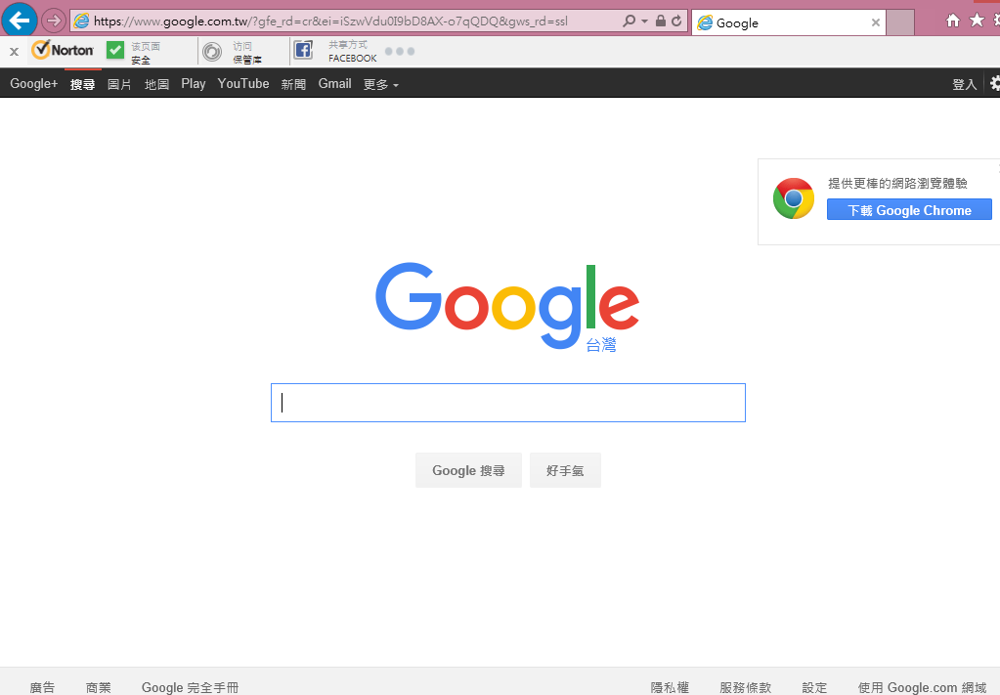 https://www.google.com.tw/?gfe_rd=cr&ei=iSzwVdu0I9bD8AX-o7qQDQ&gws_rd=ssl
Google
Norton
该页面
安全
访问
保管库
共享方式
FACEBOOK
Google+ 搜尋 圖片 地圖 Play YouTube 新聞 Gmail 更多 登入
提供更棒的網路瀏覽體驗
下載 Google Chrome
Google
台灣
Google 搜尋 好手氣
廣告 商業 Google 完全手冊 隱私權 服務條款 設定 使用 Google.com 網域